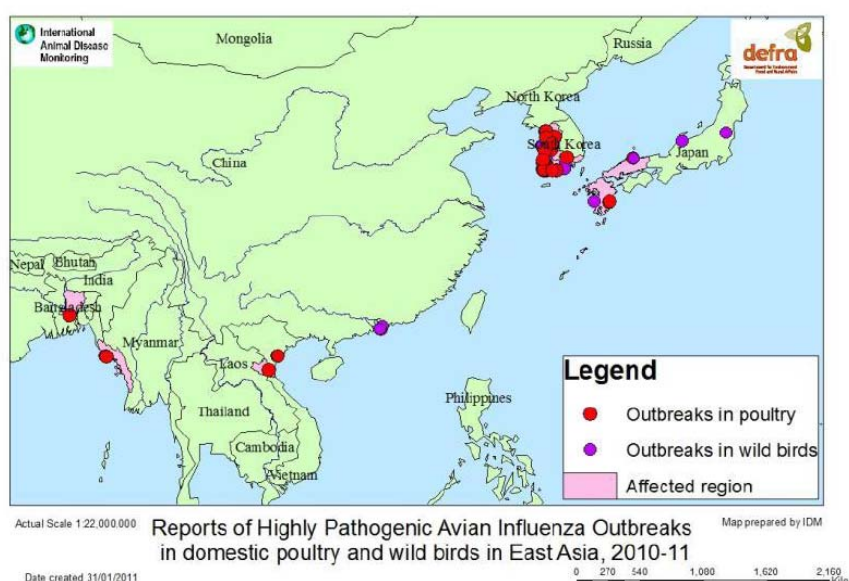 International
Animal Disease
Monitoring
Mongolia
Russia
defra
North Korea
South Korea
Japan
China
Nepal
Bhutan
India
Bangladesh
Myanmar
Laos
Thailand
Philippines
Cambodia
Vietnam
Legend
Outbreaks in poultry
Outbreaks in wild birds
Affected region
Actual Scale 1:22,000,000
Reports of Highly Pathogenic Avian Influenza Outbreaks
in domestic poultry and wild birds in East Asia, 2010-11
Map prepared by IDM
Date created 31/01/2011
0 270 540 1,080 1,620 2,160